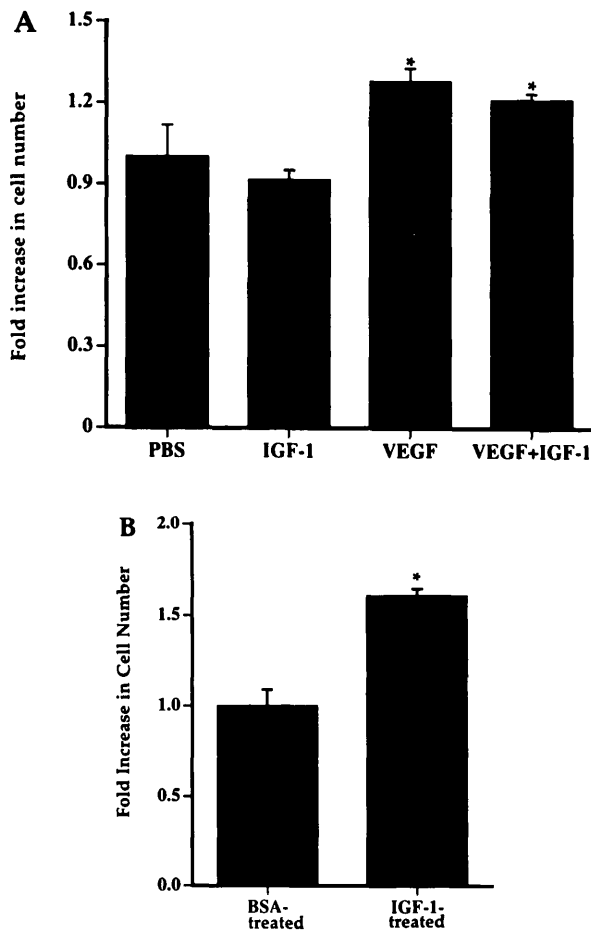 A
Fold increase in cell number
1.5
1.2
0.9
0.6
0.3
0
*
*
PBS IGF-1 VEGF VEGF+IGF-1
B
Fold Increase in Cell Number
2.0
1.5
1.0
0.5
0.0
*
BSA- IGF-1-
treated treated